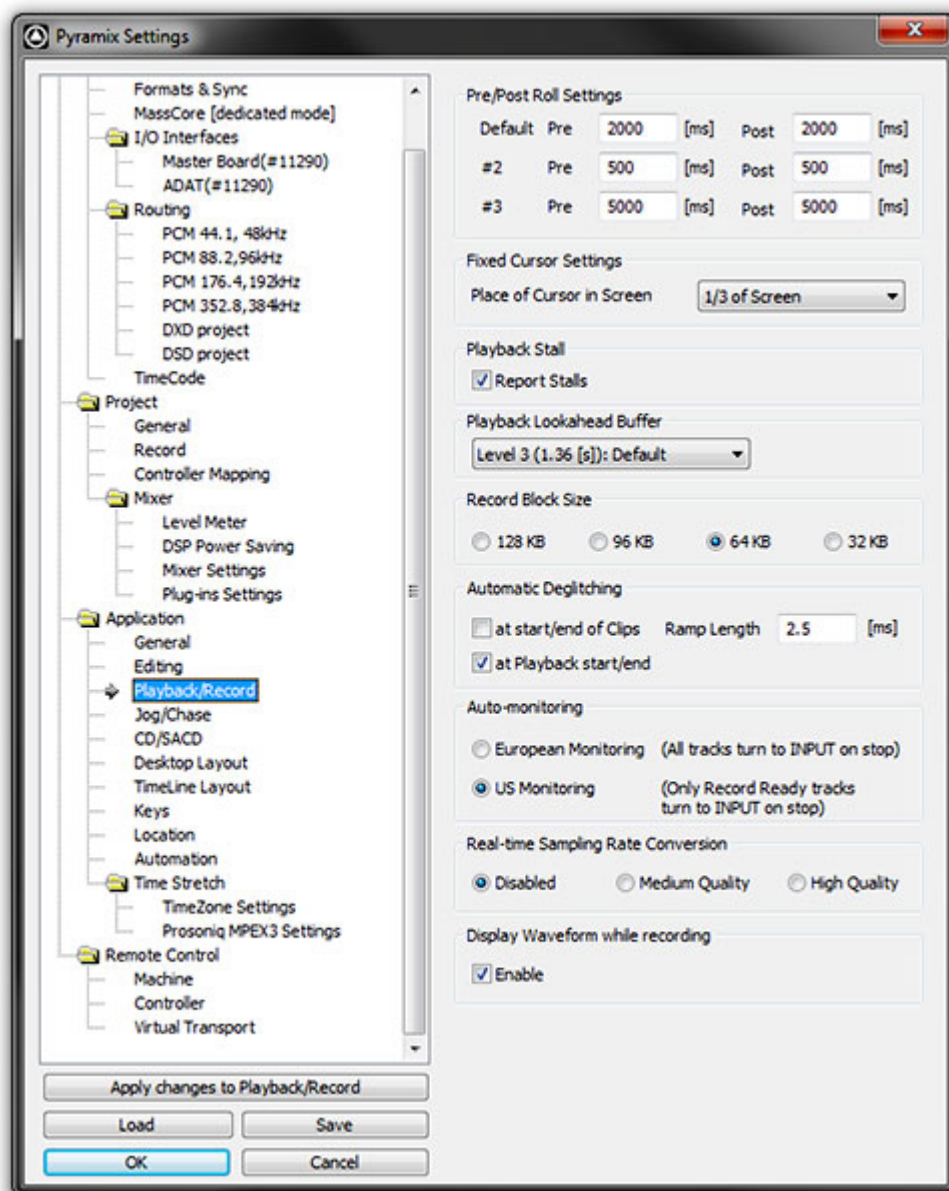 Pyramix Settings
Formats & Sync
MassCore [dedicated mode]
I/O Interfaces
Master Board(#11290)
ADAT(#11290)
Routing
PCM 44.1, 48kHz
PCM 88.2,96kHz
PCM 176.4,192kHz
PCM 352.8,384kHz
DXD project
DSD project
TimeCode
Project
General
Record
Controller Mapping
Mixer
Level Meter
DSP Power Saving
Mixer Settings
Plug-ins Settings
Application
General
Editing
Playback/Record
Jog/Chase
CD/SACD
Desktop Layout
TimeLine Layout
Keys
Location
Automation
Time Stretch
TimeZone Settings
Prosoniq MPEX3 Settings
Remote Control
Machine
Controller
Virtual Transport
Apply changes to Playback/Record
Load Save
OK Cancel
Pre/Post Roll Settings
Default Pre 2000 [ms] Post 2000 [ms]
#2 Pre 500 [ms] Post 500 [ms]
#3 Pre 5000 [ms] Post 5000 [ms]
Fixed Cursor Settings
Place of Cursor in Screen 1/3 of Screen
Playback Stall
Report Stalls
Playback Lookahead Buffer
Level 3 (1.36 [s]): Default
Record Block Size
128 KB 96 KB 64 KB 32 KB
Automatic Deglitching
at start/end of Clips Ramp Length 2.5 [ms]
at Playback start/end
Auto-monitoring
European Monitoring (All tracks turn to INPUT on stop)
US Monitoring (Only Record Ready tracks
turn to INPUT on stop)
Real-time Sampling Rate Conversion
Disabled Medium Quality High Quality
Display Waveform while recording
Enable